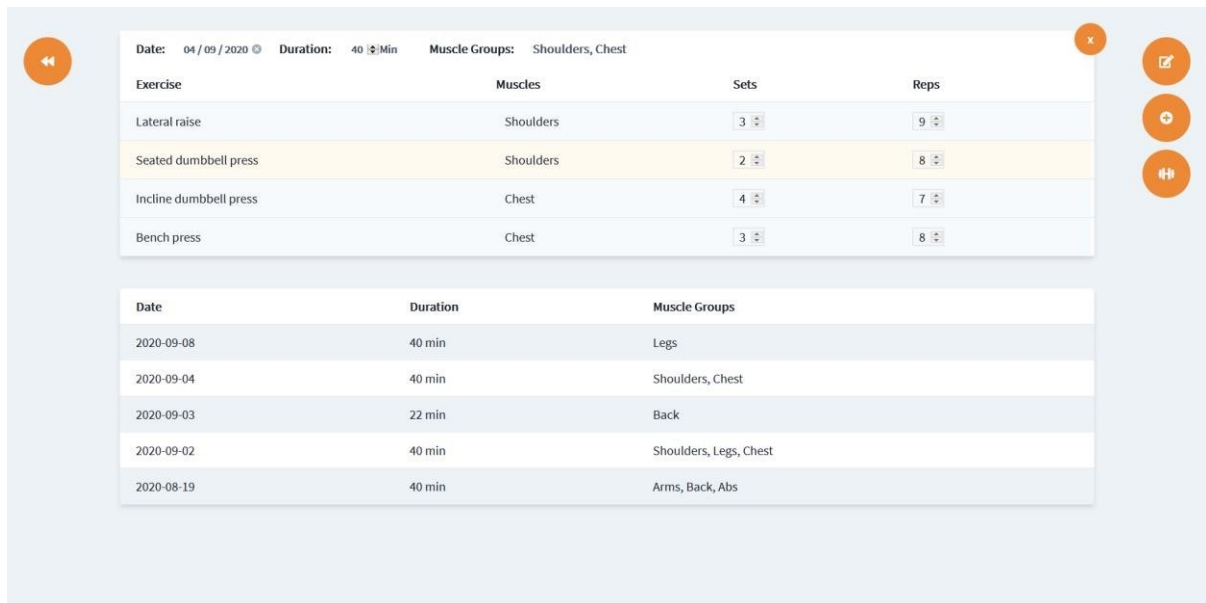 Date: 04 / 09 / 2020 Duration: 40 Min Muscle Groups: Shoulders, Chest x
Exercise Muscles Sets Reps
Lateral raise Shoulders 3 9
Seated dumbbell press Shoulders 2 8
Incline dumbbell press Chest 4 7
Bench press Chest 3 8
Date Duration Muscle Groups
2020-09-08 40 min Legs
2020-09-04 40 min Shoulders, Chest
2020-09-03 22 min Back
2020-09-02 40 min Shoulders, Legs, Chest
2020-08-19 40 min Arms, Back, Abs